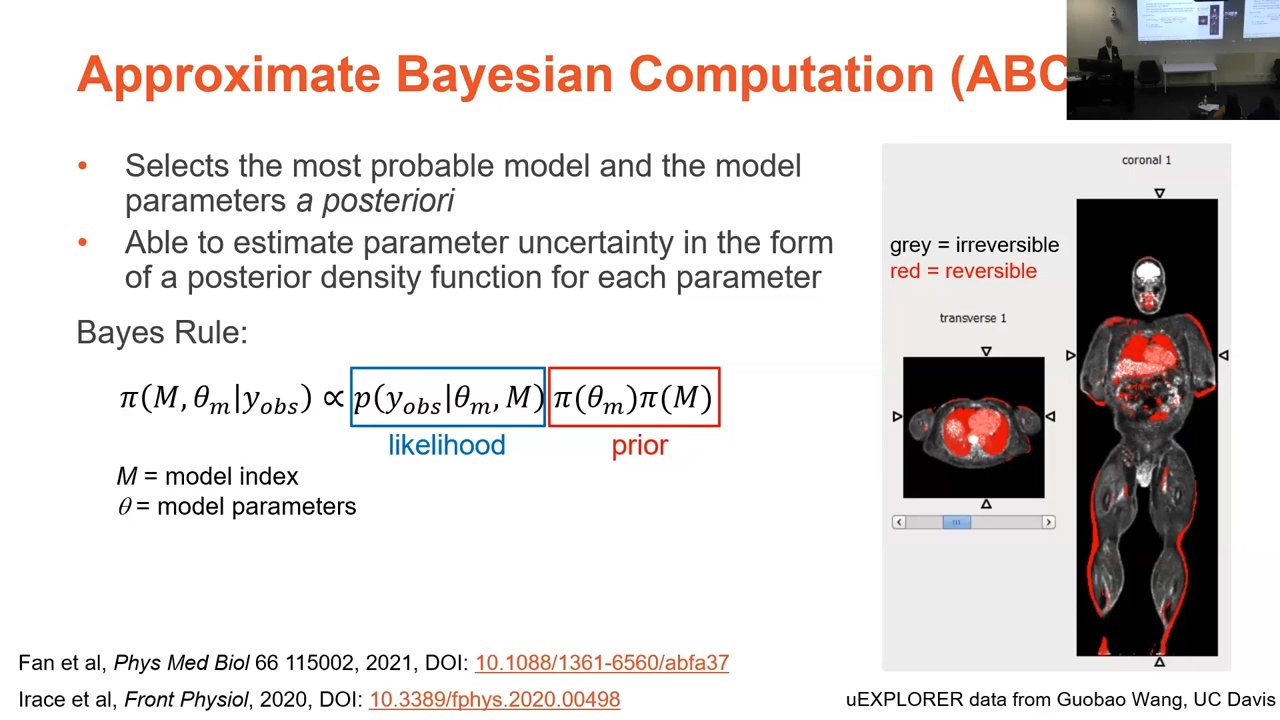 Approximate Bayesian Computation (ABC
• Selects the most probable model and the model
parameters a posteriori
• Able to estimate parameter uncertainty in the form
of a posterior density function for each parameter
Bayes Rule:
π(M, θₘ|y_obs) ∝ p(y_obs|θₘ, M) π(θₘ)π(M)
likelihood
prior
M = model index
θ = model parameters
coronal 1
grey = irreversible
red = reversible
transverse 1
Fan et al, Phys Med Biol 66 115002, 2021, DOI: 10.1088/1361-6560/abfa37
Irace et al, Front Physiol, 2020, DOI: 10.3389/fphys.2020.00498
uEXPLORER data from Guobao Wang, UC Davis